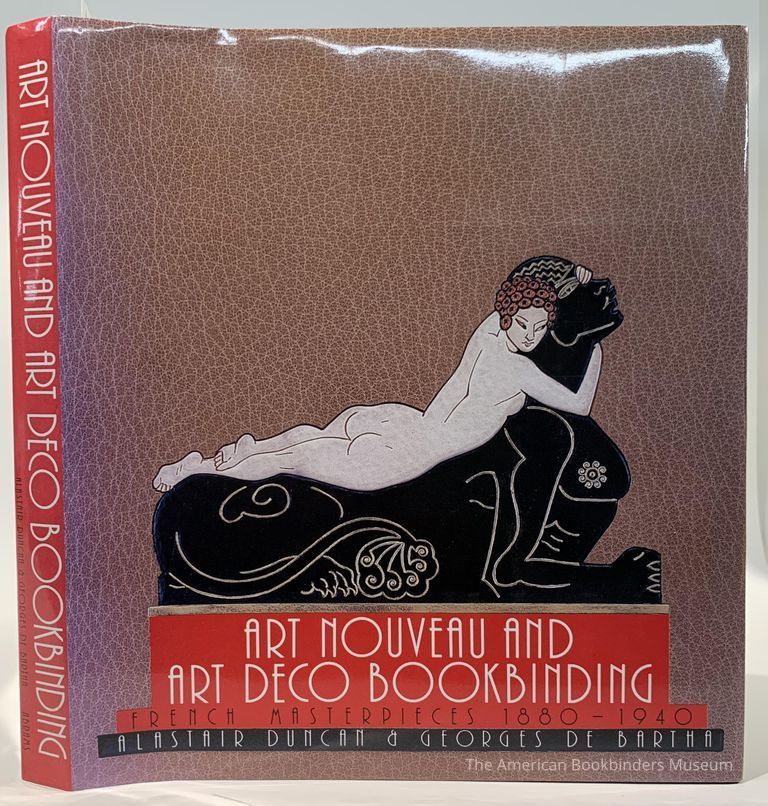 ART NOUVEAU AND ART DECO BOOKBINDING
ALASTAIR DUNCAN & GEORGES DE BARTHA
ABRAMS
ART NOUVEAU AND
ART DECO BOOKBINDING
FRENCH MASTERPIECES 1880–1940
ALASTAIR DUNCAN & GEORGES DE BARTHA
The American Bookbinders Museum